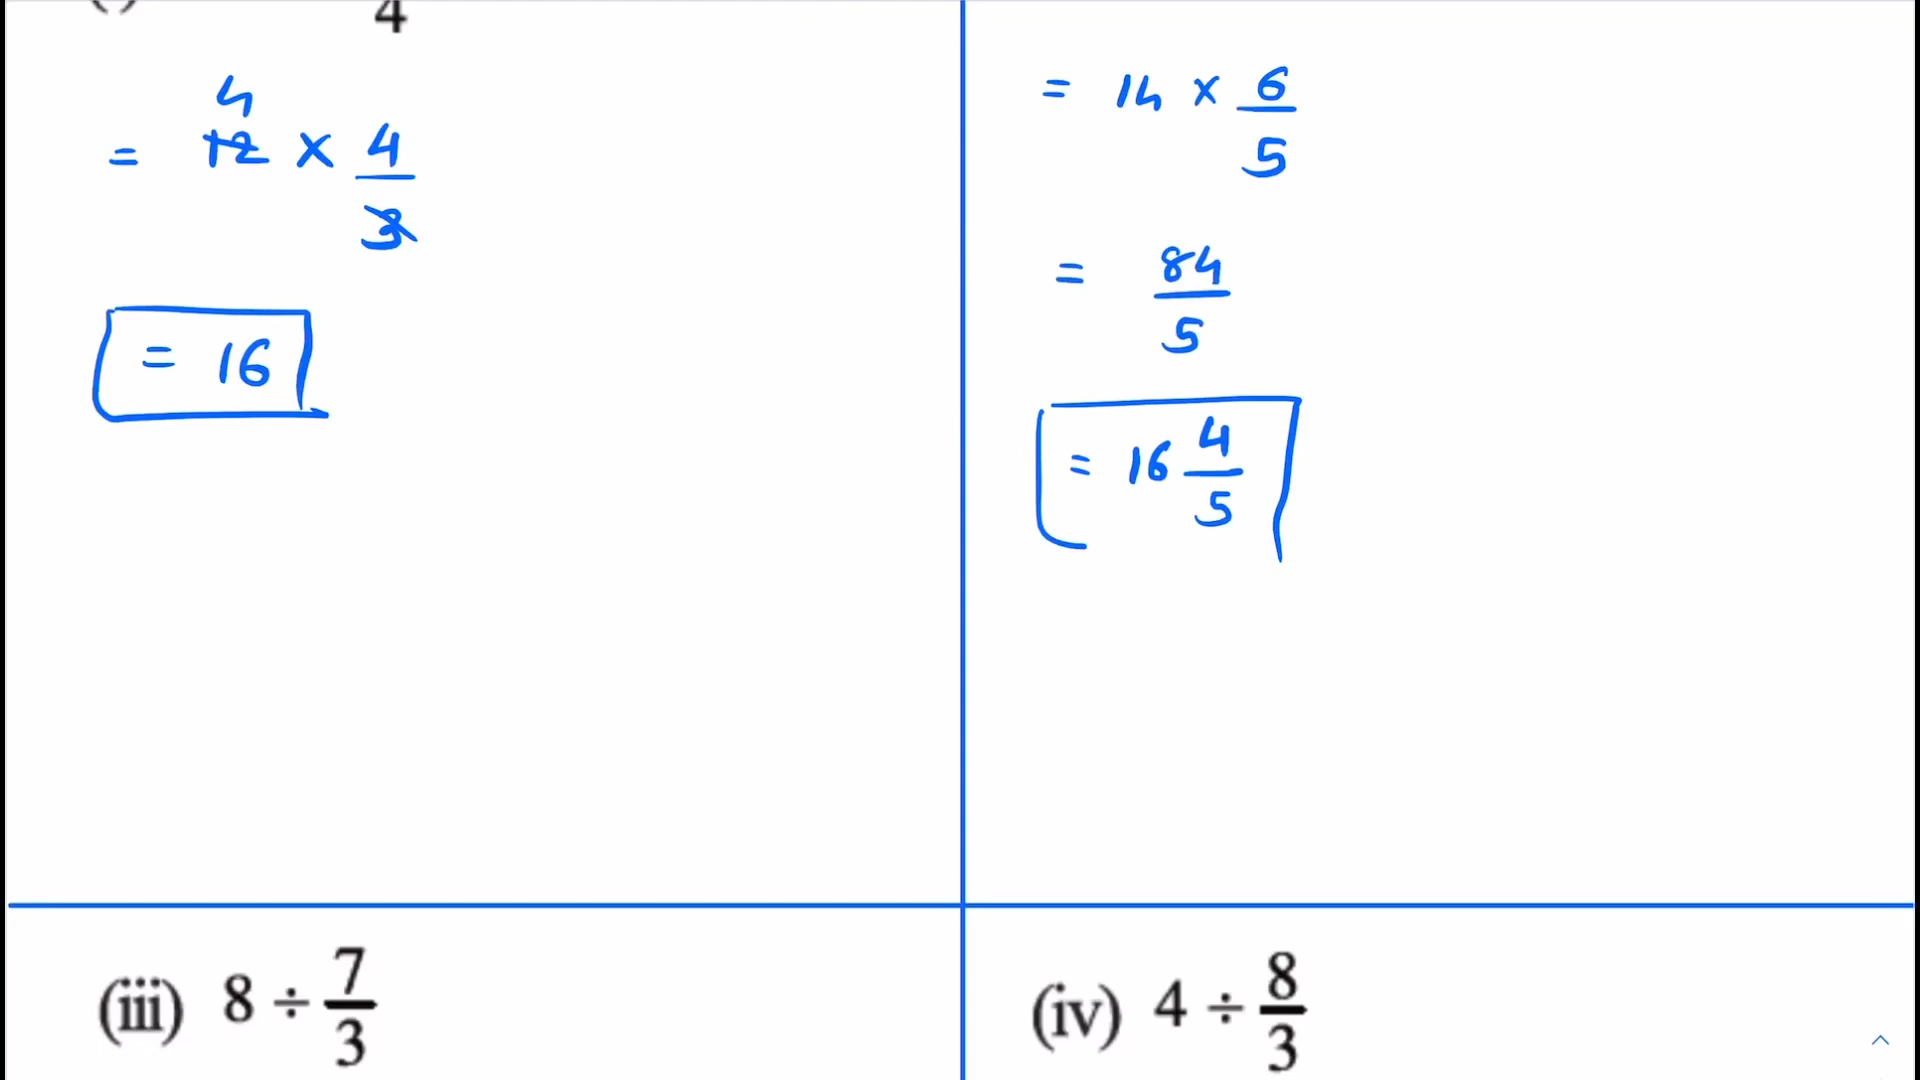 4
4
= 12 × 4/3
= 16
= 14 × 6/5
= 84/5
= 16 4/5
(iii) 8 ÷ 7/3
(iv) 4 ÷ 8/3